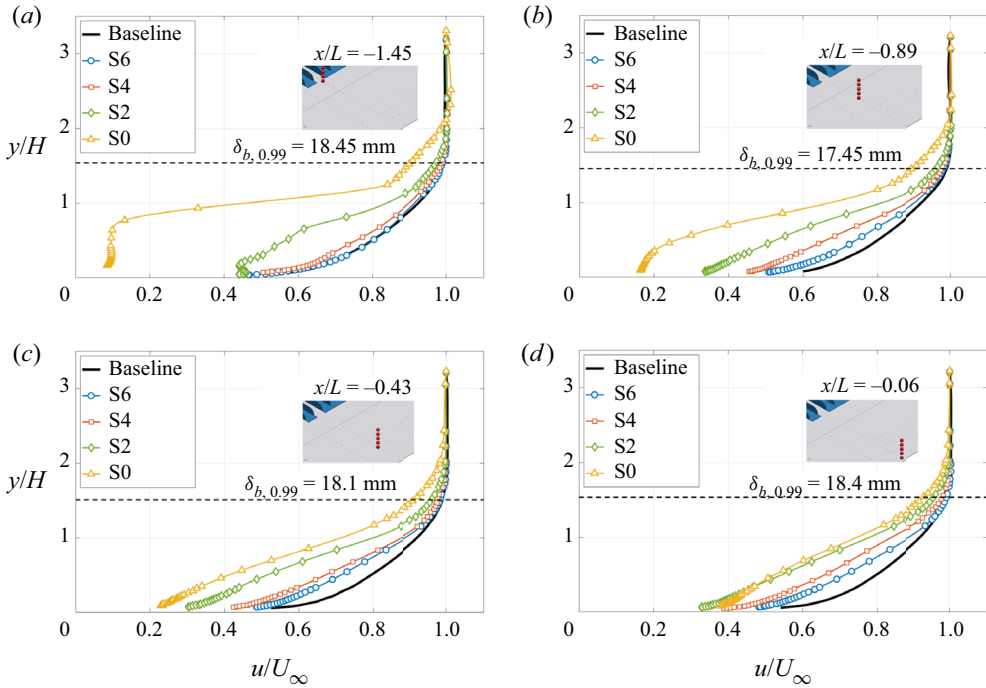 (a)
Baseline
S6
S4
S2
S0
x/L = –1.45
δb, 0.99 = 18.45 mm
y/H
3
2
1
0
0.2
0.4
0.6
0.8
1.0
(b)
Baseline
S6
S4
S2
S0
x/L = –0.89
δb, 0.99 = 17.45 mm
3
2
1
0
0.2
0.4
0.6
0.8
1.0
(c)
Baseline
S6
S4
S2
S0
x/L = –0.43
δb, 0.99 = 18.1 mm
y/H
3
2
1
0
0.2
0.4
0.6
0.8
1.0
u/U∞
(d)
Baseline
S6
S4
S2
S0
x/L = –0.06
δb, 0.99 = 18.4 mm
3
2
1
0
0.2
0.4
0.6
0.8
1.0
u/U∞